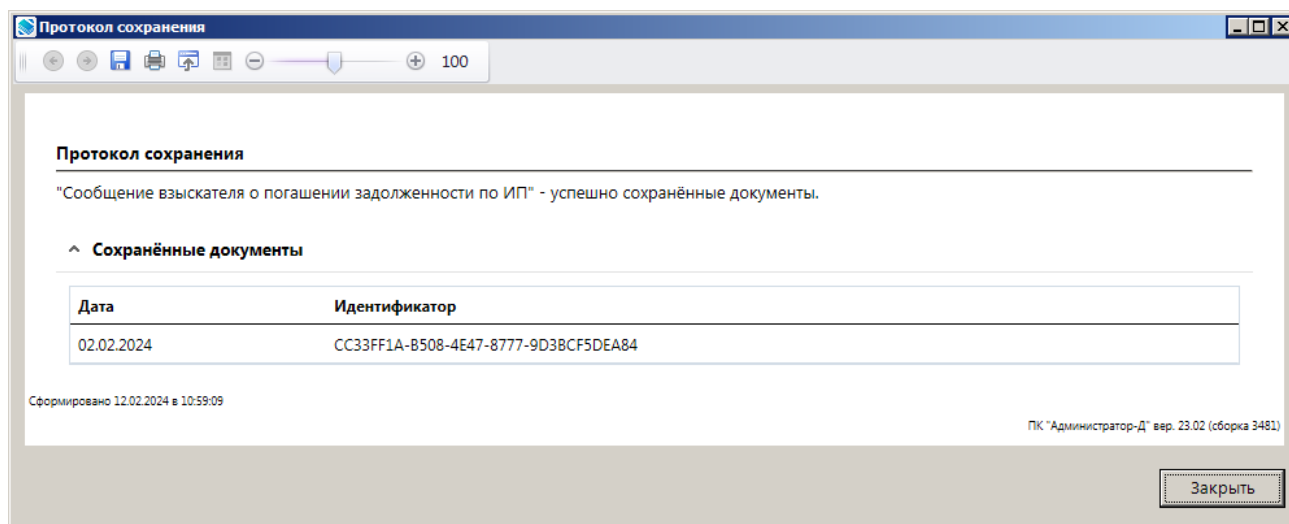 Протокол сохранения
100
Протокол сохранения
"Сообщение взыскателя о погашении задолженности по ИП" - успешно сохранённые документы.
Сохранённые документы
Дата Идентификатор
02.02.2024 CC33FF1A-B508-4E47-8777-9D3BCF5DEA84
Сформировано 12.02.2024 в 10:59:09
ПК "Администратор-Д" вер. 23.02 (сборка 3481)
Закрыть